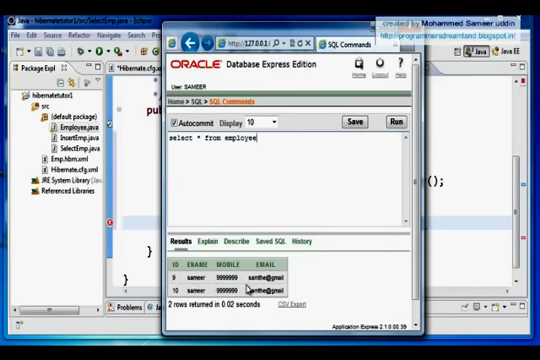 Java - hibernatetutor1/src/SelectEmp.java - Eclipse
created by Mohammed Sameer uddin
http://programmersdreamland.blogspot.in/
File Edit Source Refactor
http://127.0.0.1
SQL Commands
Java Java EE
Package Expl
*Hibernate.cfg.
hibernatetutor1
src
(default package)
Employee.java
InsertEmp.java
SelectEmp.java
Emp.hbm.xml
Hibernate.cfg.xml
JRE System Library [Java
Referenced Libraries
ORACLE Database Express Edition
Home Logout Help
User: SAMEER
Home > SQL > SQL Commands
Autocommit Display 10 Save Run
select * from employee
();
Results Explain Describe Saved SQL History
ID ENAME MOBILE EMAIL
9 sameer 9999999 samthe@gmail
10 sameer 9999999 samthe@gmail
2 rows returned in 0.02 seconds CSV Export
Application Express 2.1.0.00.39
Problems